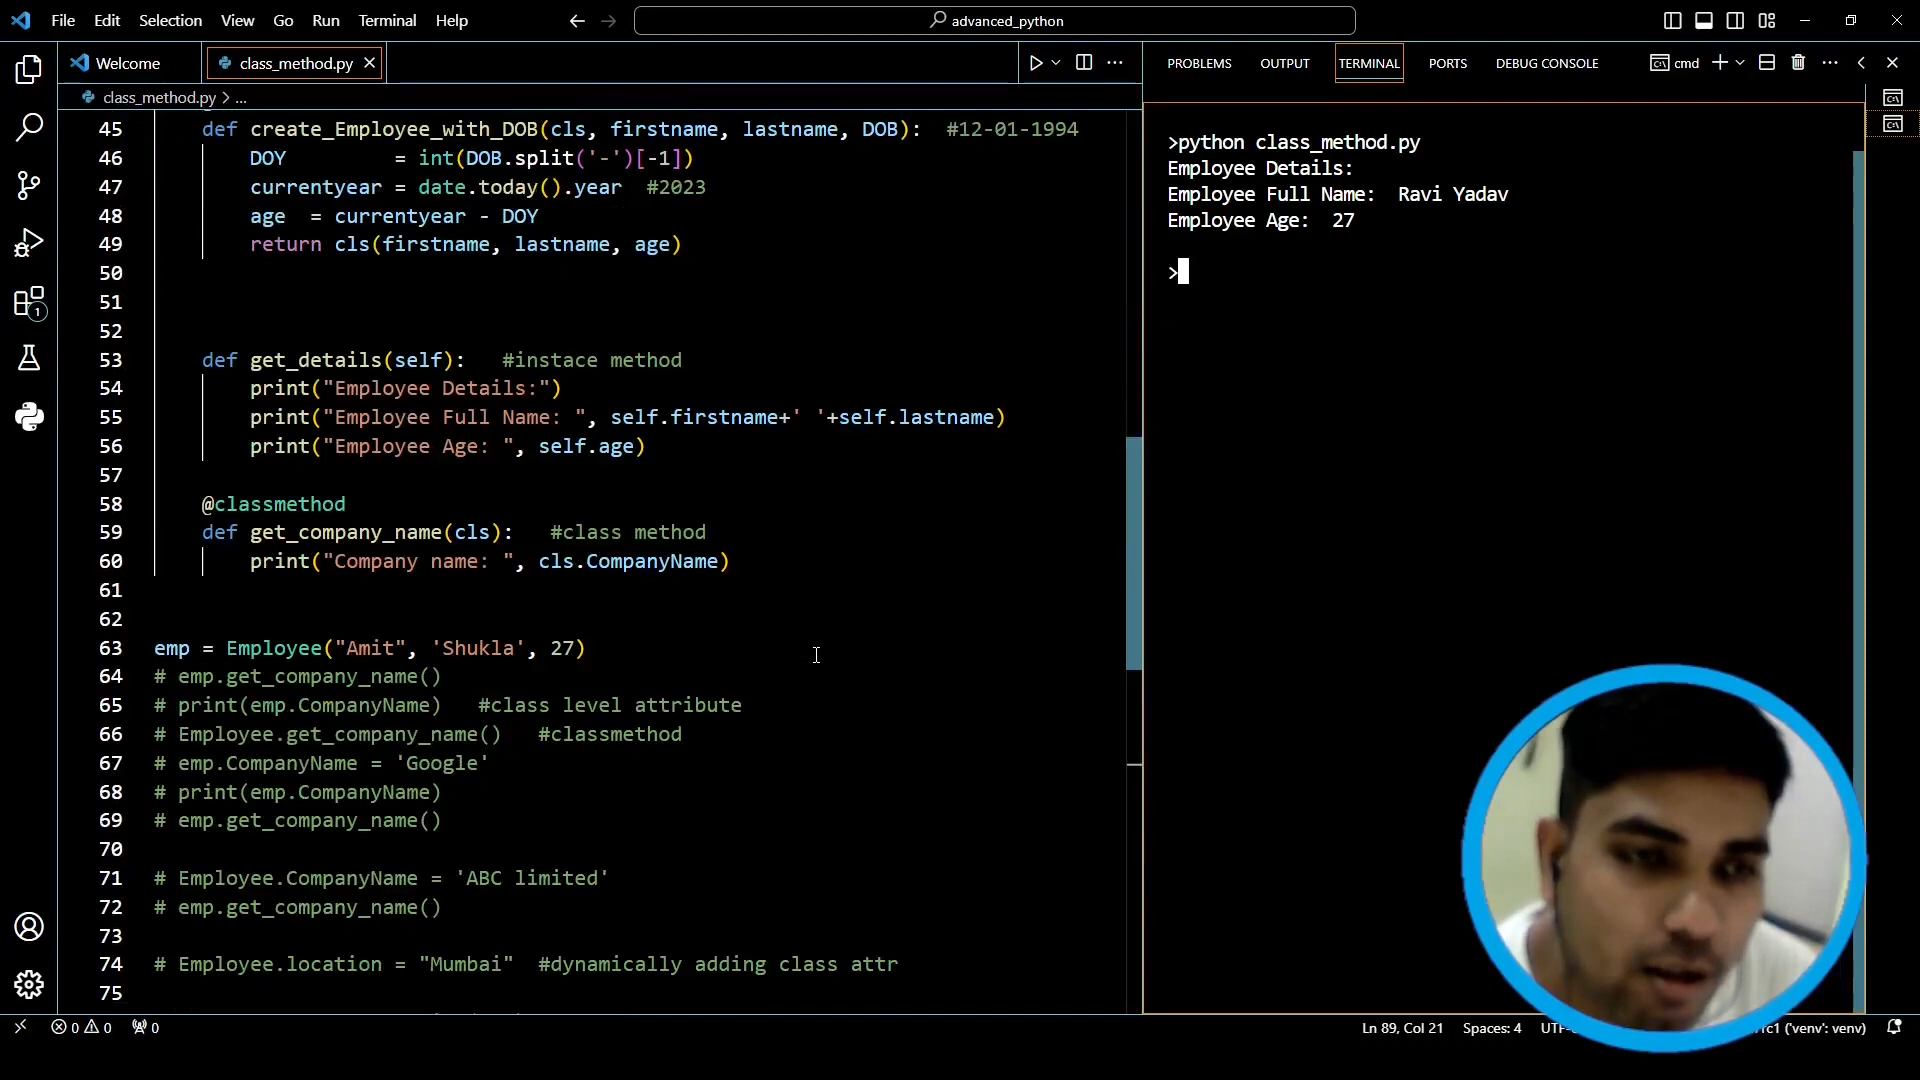 File Edit Selection View Go Run Terminal Help
advanced_python
Welcome
class_method.py
PROBLEMS OUTPUT TERMINAL PORTS DEBUG CONSOLE
cmd
class_method.py > ...
45 def create_Employee_with_DOB(cls, firstname, lastname, DOB): #12-01-1994
46 DOY = int(DOB.split('-')[-1])
47 currentyear = date.today().year #2023
48 age = currentyear - DOY
49 return cls(firstname, lastname, age)
50
51
52
53 def get_details(self): #instace method
54 print("Employee Details:")
55 print("Employee Full Name: ", self.firstname+' '+self.lastname)
56 print("Employee Age: ", self.age)
57
58 @classmethod
59 def get_company_name(cls): #class method
60 print("Company name: ", cls.CompanyName)
61
62
63 emp = Employee("Amit", 'Shukla', 27)
64 # emp.get_company_name()
65 # print(emp.CompanyName) #class level attribute
66 # Employee.get_company_name() #classmethod
67 # emp.CompanyName = 'Google'
68 # print(emp.CompanyName)
69 # emp.get_company_name()
70
71 # Employee.CompanyName = 'ABC limited'
72 # emp.get_company_name()
73
74 # Employee.location = "Mumbai" #dynamically adding class attr
75
>python class_method.py
Employee Details:
Employee Full Name: Ravi Yadav
Employee Age: 27
>
1
0 0 0
Ln 89, Col 21 Spaces: 4 ('venv': venv)